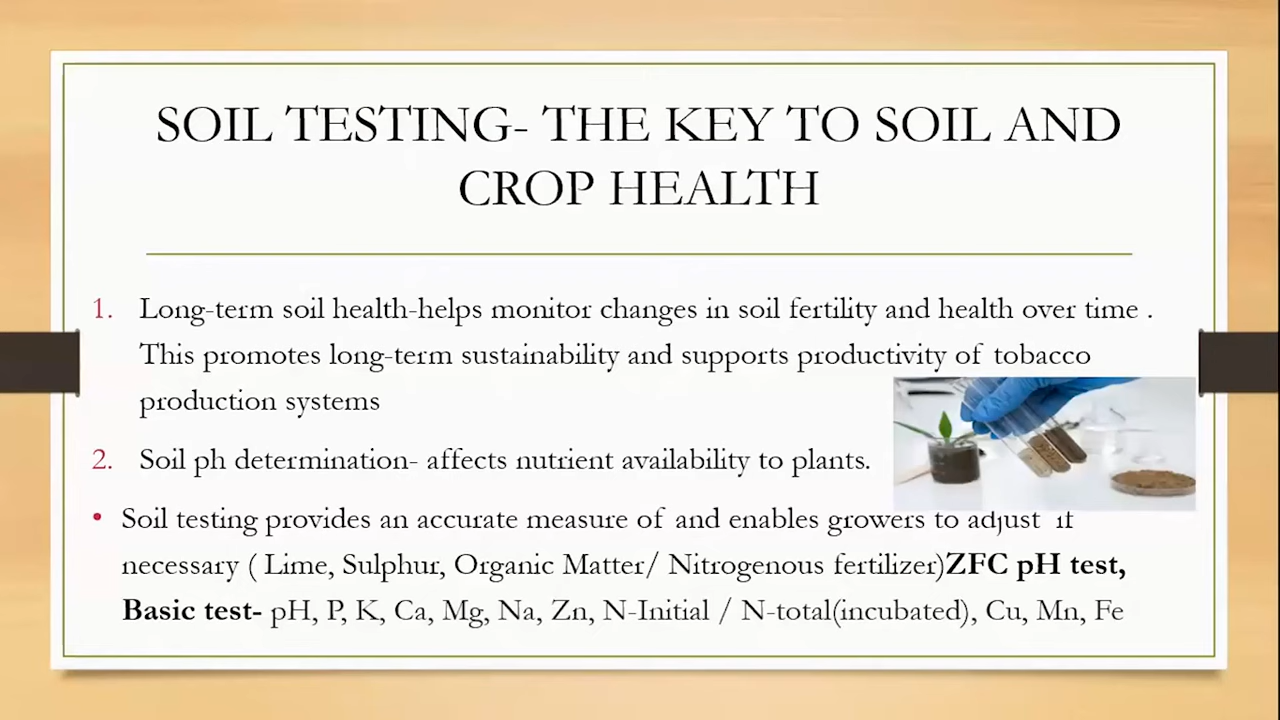 SOIL TESTING- THE KEY TO SOIL AND
CROP HEALTH
1. Long-term soil health-helps monitor changes in soil fertility and health over time .
This promotes long-term sustainability and supports productivity of tobacco
production systems
2. Soil ph determination- affects nutrient availability to plants.
• Soil testing provides an accurate measure of and enables growers to adjust if
necessary ( Lime, Sulphur, Organic Matter/ Nitrogenous fertilizer)ZFC pH test,
Basic test- pH, P, K, Ca, Mg, Na, Zn, N-Initial / N-total(incubated), Cu, Mn, Fe